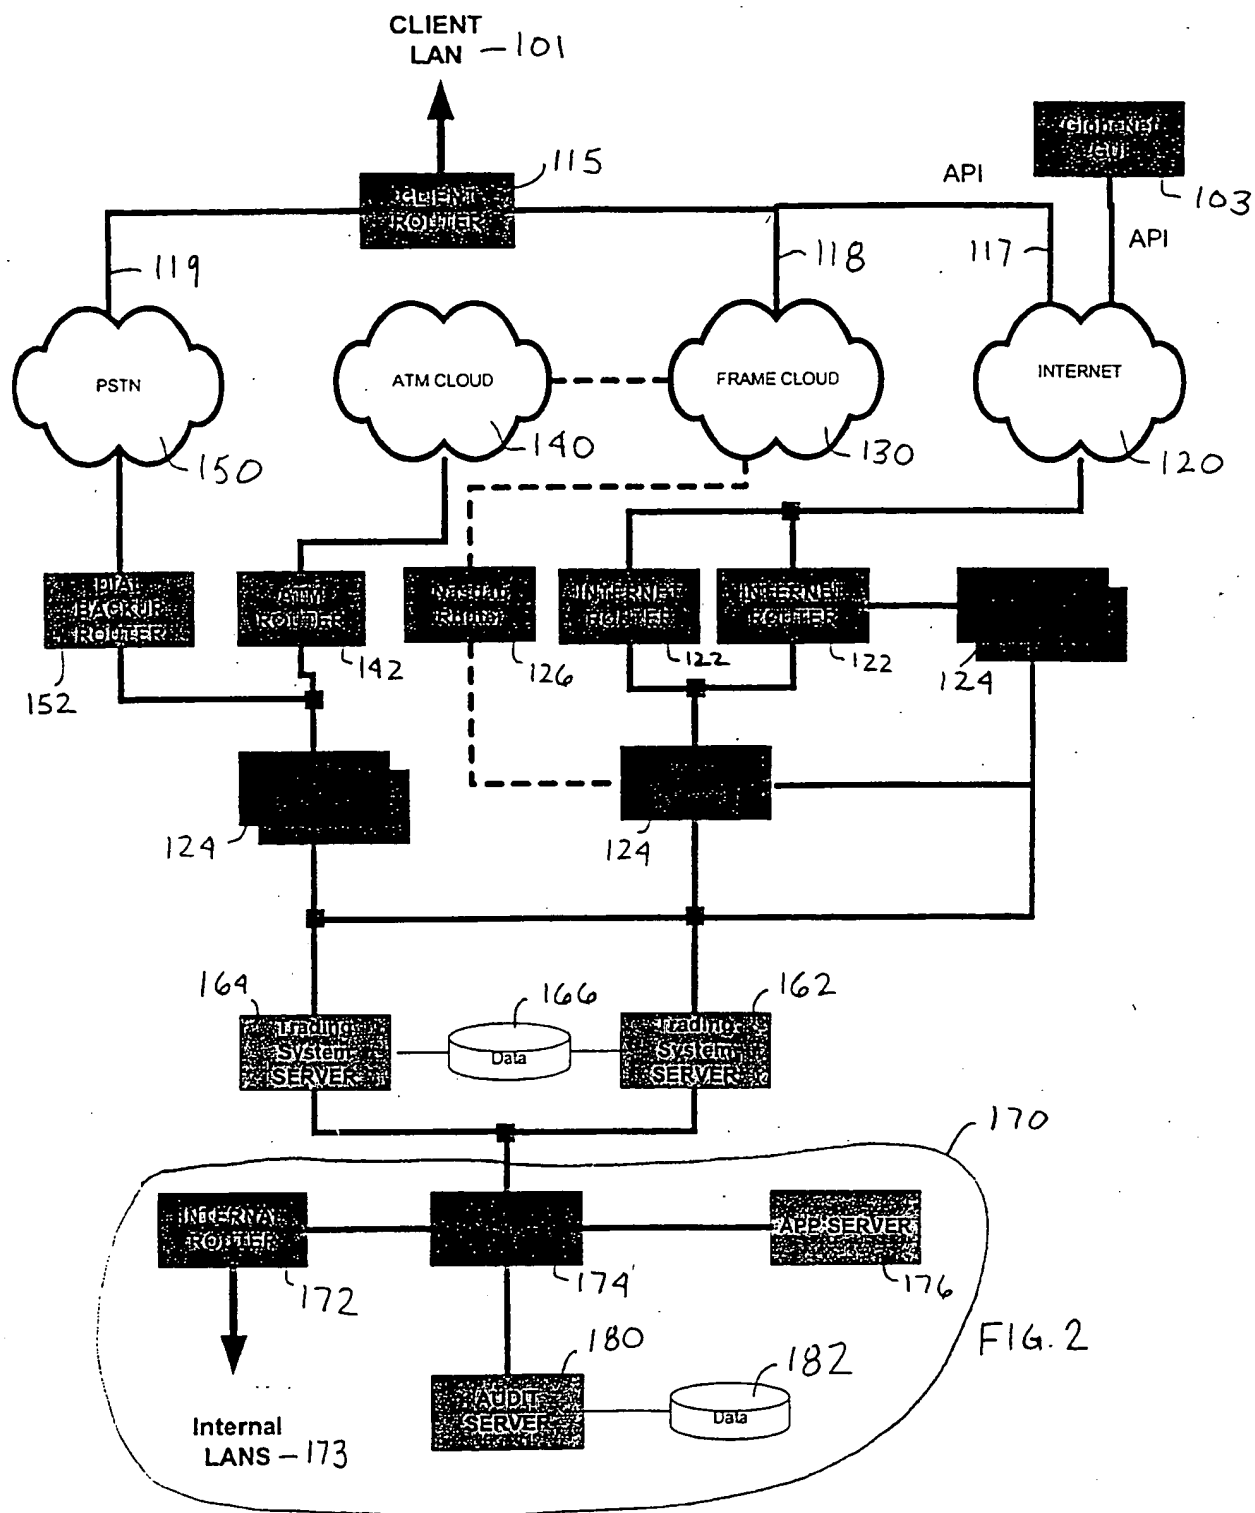 CLIENT
LAN – 101
GlobeNet
GUI
103
115
CLIENT
ROUTER
API
API
119
118
117
PSTN
ATM CLOUD
FRAME CLOUD
INTERNET
150
140
130
120
BACKUP
ROUTER
ATM
ROUTER
Router
INTERNET
ROUTER
INTERNET
ROUTER
152
142
126
122
122
124
124
124
164
166
162
Trading
System
SERVER
Data
Trading
System
SERVER
170
INTERNAL
ROUTER
APP SERVER
172
174
176
180
182
FIG. 2
AUDIT
SERVER
Data
Internal
LANS – 173